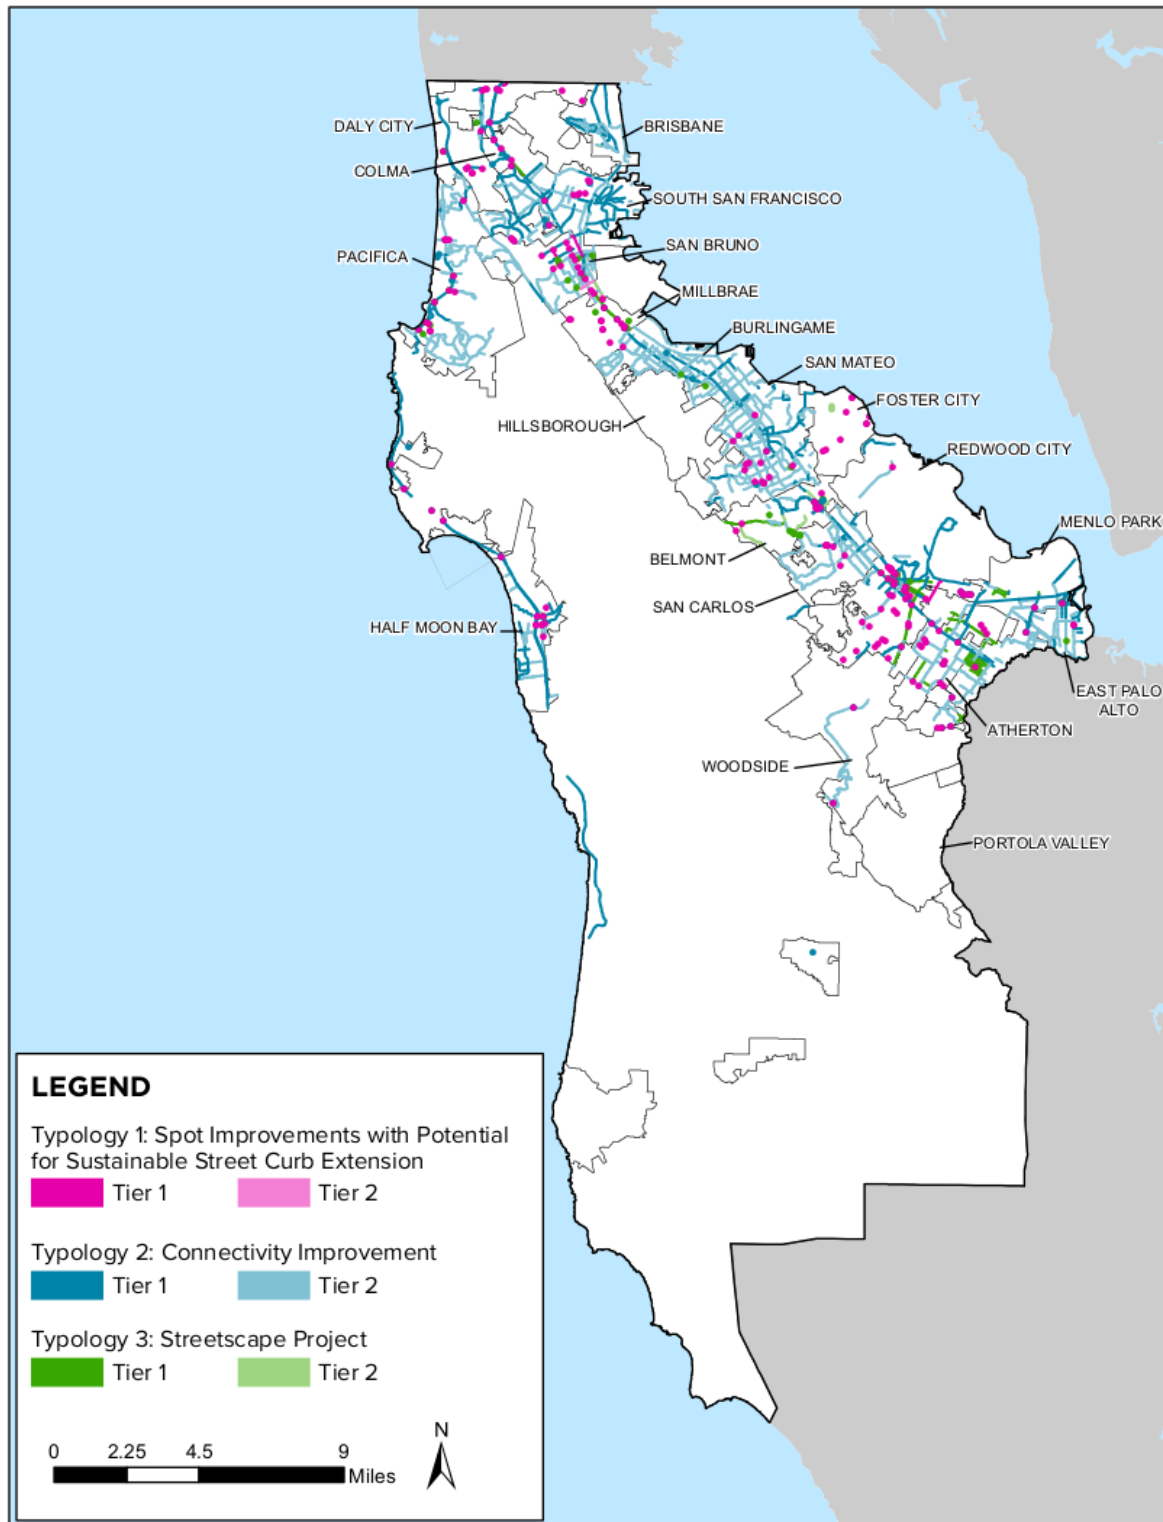 DALY CITY
BRISBANE
COLMA
SOUTH SAN FRANCISCO
SAN BRUNO
PACIFICA
MILLBRAE
BURLINGAME
SAN MATEO
FOSTER CITY
HILLSBOROUGH
REDWOOD CITY
MENLO PARK
BELMONT
SAN CARLOS
HALF MOON BAY
EAST PALO
ALTO
ATHERTON
WOODSIDE
PORTOLA VALLEY
LEGEND
Typology 1: Spot Improvements with Potential
for Sustainable Street Curb Extension
Tier 1 Tier 2
Typology 2: Connectivity Improvement
Tier 1 Tier 2
Typology 3: Streetscape Project
Tier 1 Tier 2
N
0 2.25 4.5 9
Miles